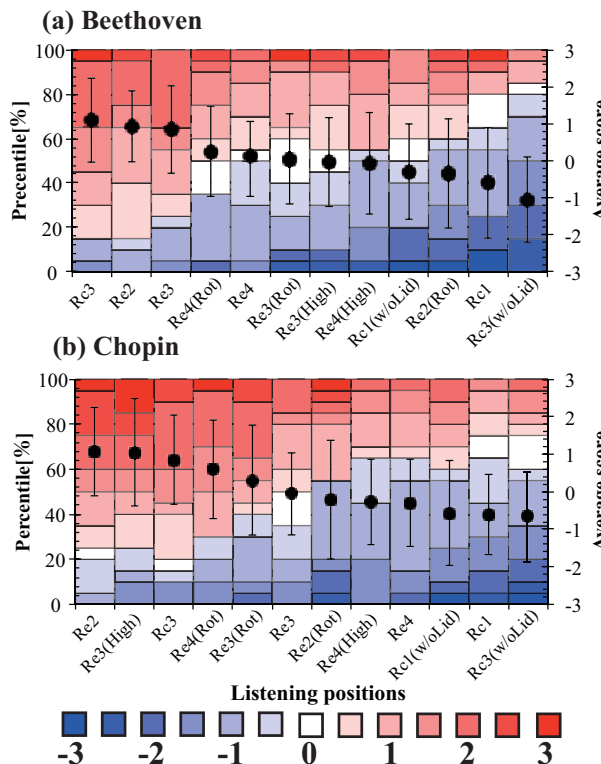 (a) Beethoven
100
80
60
40
20
0
Precentile[%]
3
2
1
0
-1
-2
-3
Average score
Rc3
Re2
Re3
Re4(Rot)
Re4
Re3(Rot)
Re3(High)
Re4(High)
Rc1(w/oLid)
Re2(Rot)
Rc1
Rc3(w/oLid)
(b) Chopin
100
80
60
40
20
0
Percentile[%]
3
2
1
0
-1
-2
-3
Average score
Re2
Re3(High)
Rc3
Re4(Rot)
Re3(Rot)
Re3
Re2(Rot)
Re4(High)
Re4
Rc1(w/oLid)
Rc1
Rc3(w/oLid)
Listening positions
-3 -2 -1 0 1 2 3